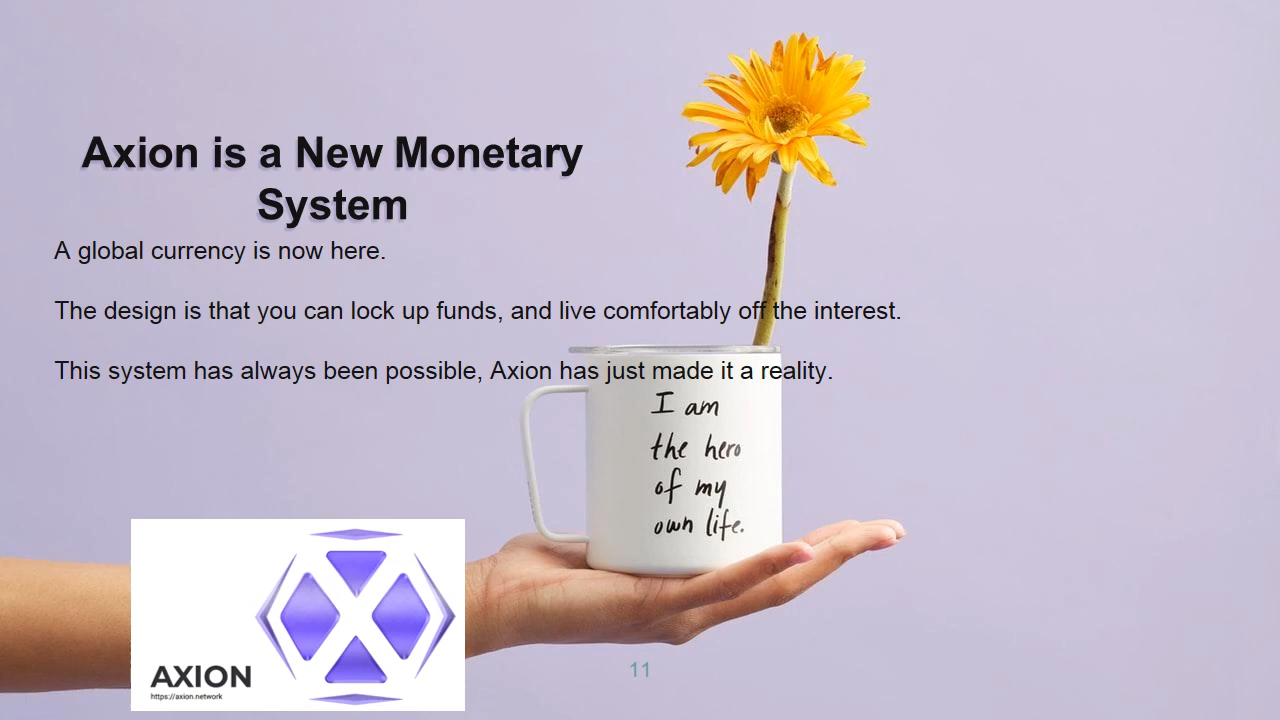 Axion is a New Monetary
System
A global currency is now here.
The design is that you can lock up funds, and live comfortably off the interest.
This system has always been possible, Axion has just made it a reality.
I am
the hero
of my
own life.
AXION
https://axion.network
11